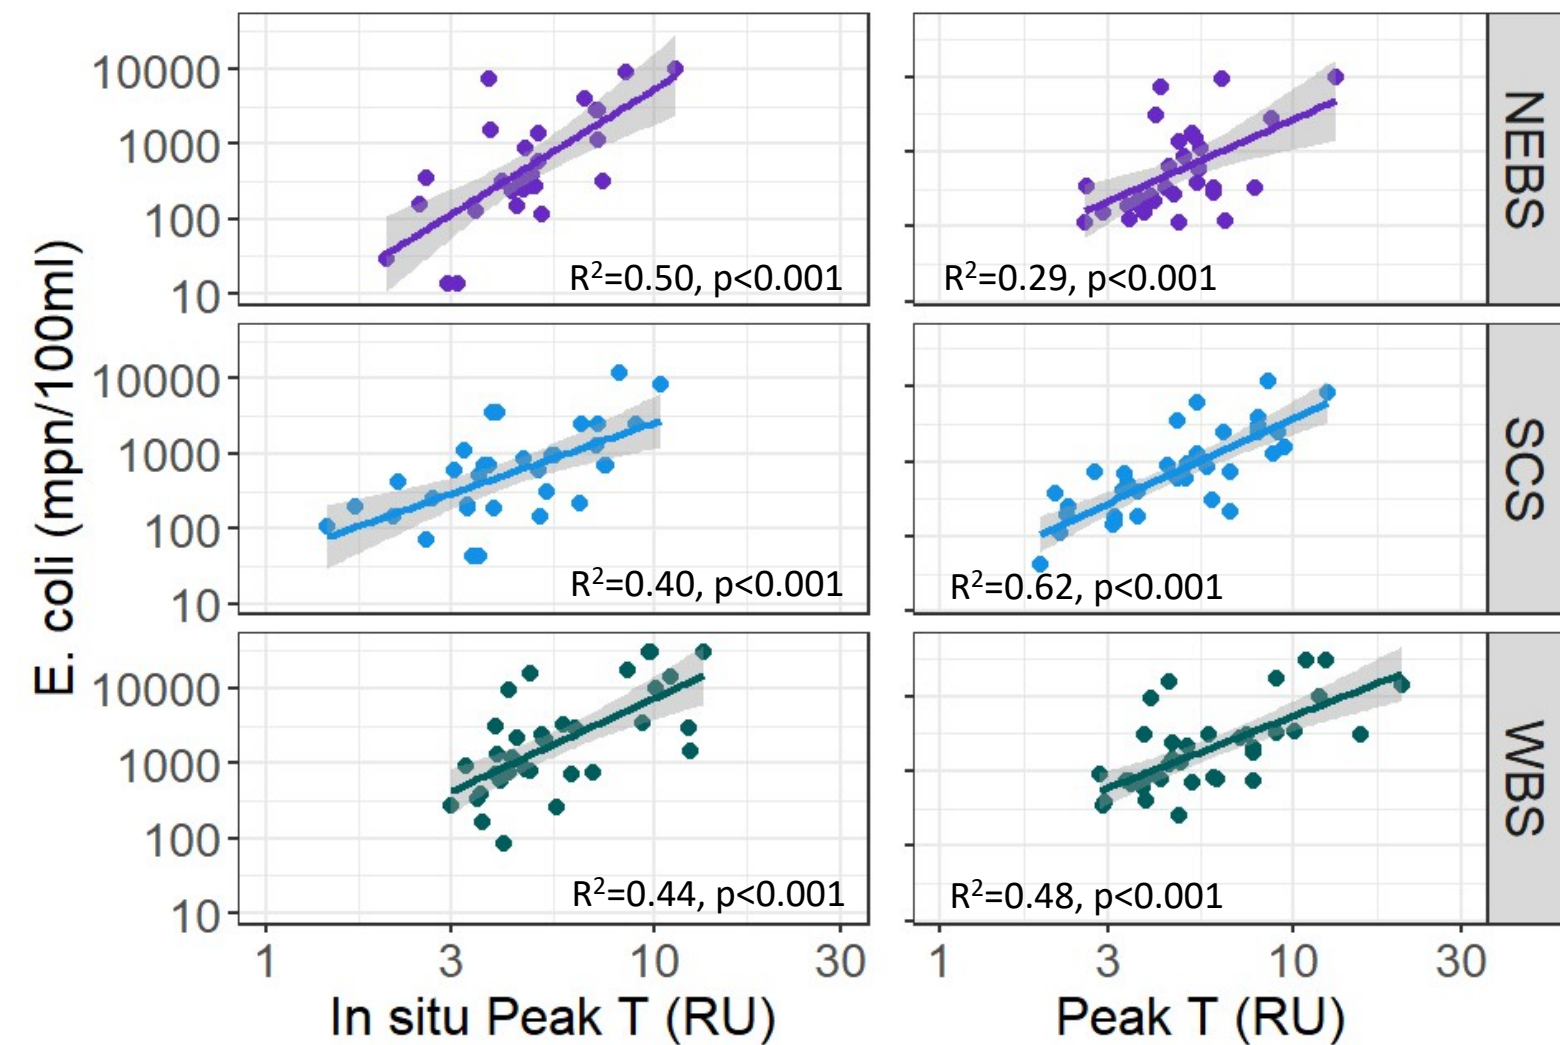 E. coli (mpn/100ml)
10000
1000
100
10
R²=0.50, p<0.001
R²=0.29, p<0.001
NEBS
10000
1000
100
10
R²=0.40, p<0.001
R²=0.62, p<0.001
SCS
10000
1000
100
10
R²=0.44, p<0.001
R²=0.48, p<0.001
WBS
1 3 10 30
1 3 10 30
In situ Peak T (RU)
Peak T (RU)